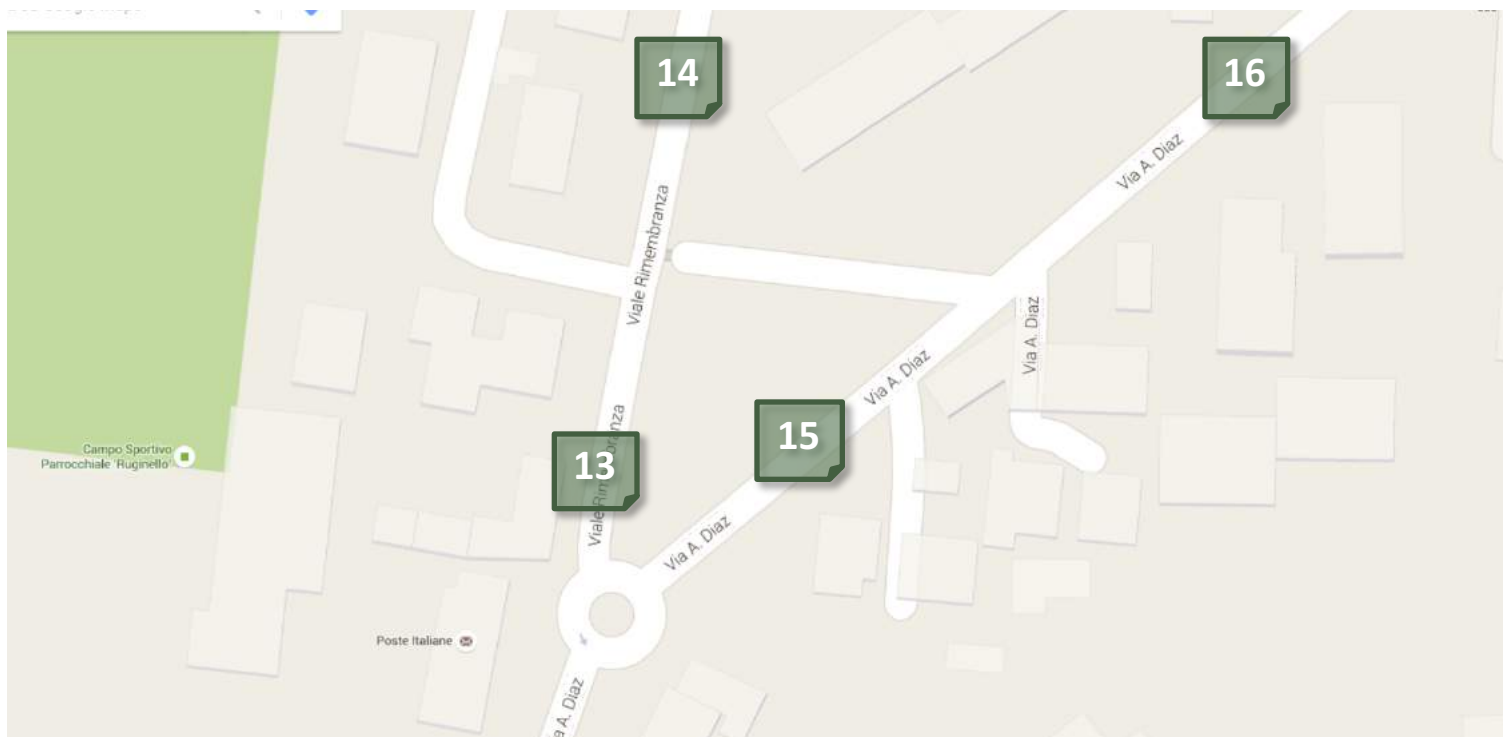 14
16
Via A. Diaz
Viale Rimembranza
Via A. Diaz
Via A. Diaz
15
13
Campo Sportivo
Parrocchiale 'Ruginello'
Via A. Diaz
Poste Italiane
A. Diaz